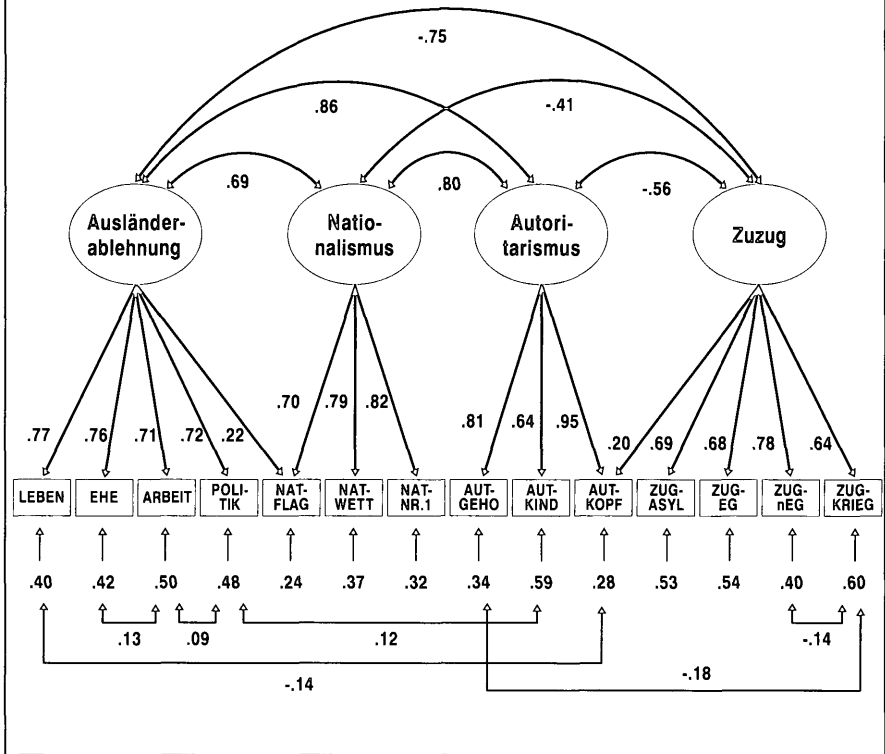 -.75
.86
-.41
.69
.80
-.56
Ausländer-
ablehnung
Natio-
nalismus
Autori-
tarismus
Zuzug
.77
.76
.71
.72
.22
.70
.79
.82
.81
.64
.95
.20
.69
.68
.78
.64
LEBEN
EHE
ARBEIT
POLI-
TIK
NAT-
FLAG
NAT-
WETT
NAT-
NR.1
AUT-
GEHO
AUT-
KIND
AUT-
KOPF
ZUG-
ASYL
ZUG-
EG
ZUG-
nEG
ZUG-
KRIEG
.40 .42 .50 .48 .24 .37 .32 .34 .59 .28 .53 .54 .40 .60
.13 .09 .12 -.14
-.14 -.18